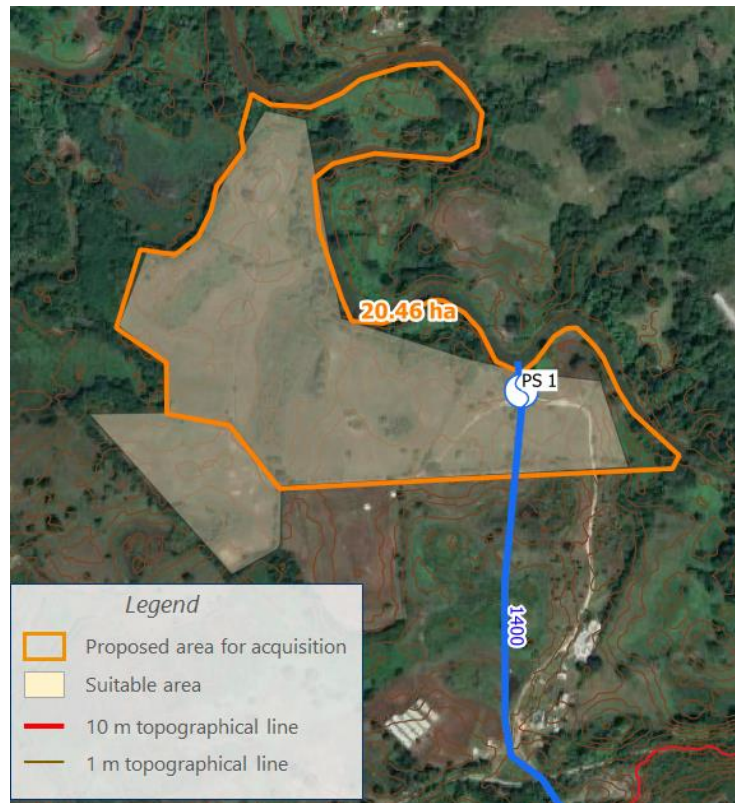 20.46 ha
PS 1
1400
Legend
Proposed area for acquisition
Suitable area
10 m topographical line
1 m topographical line